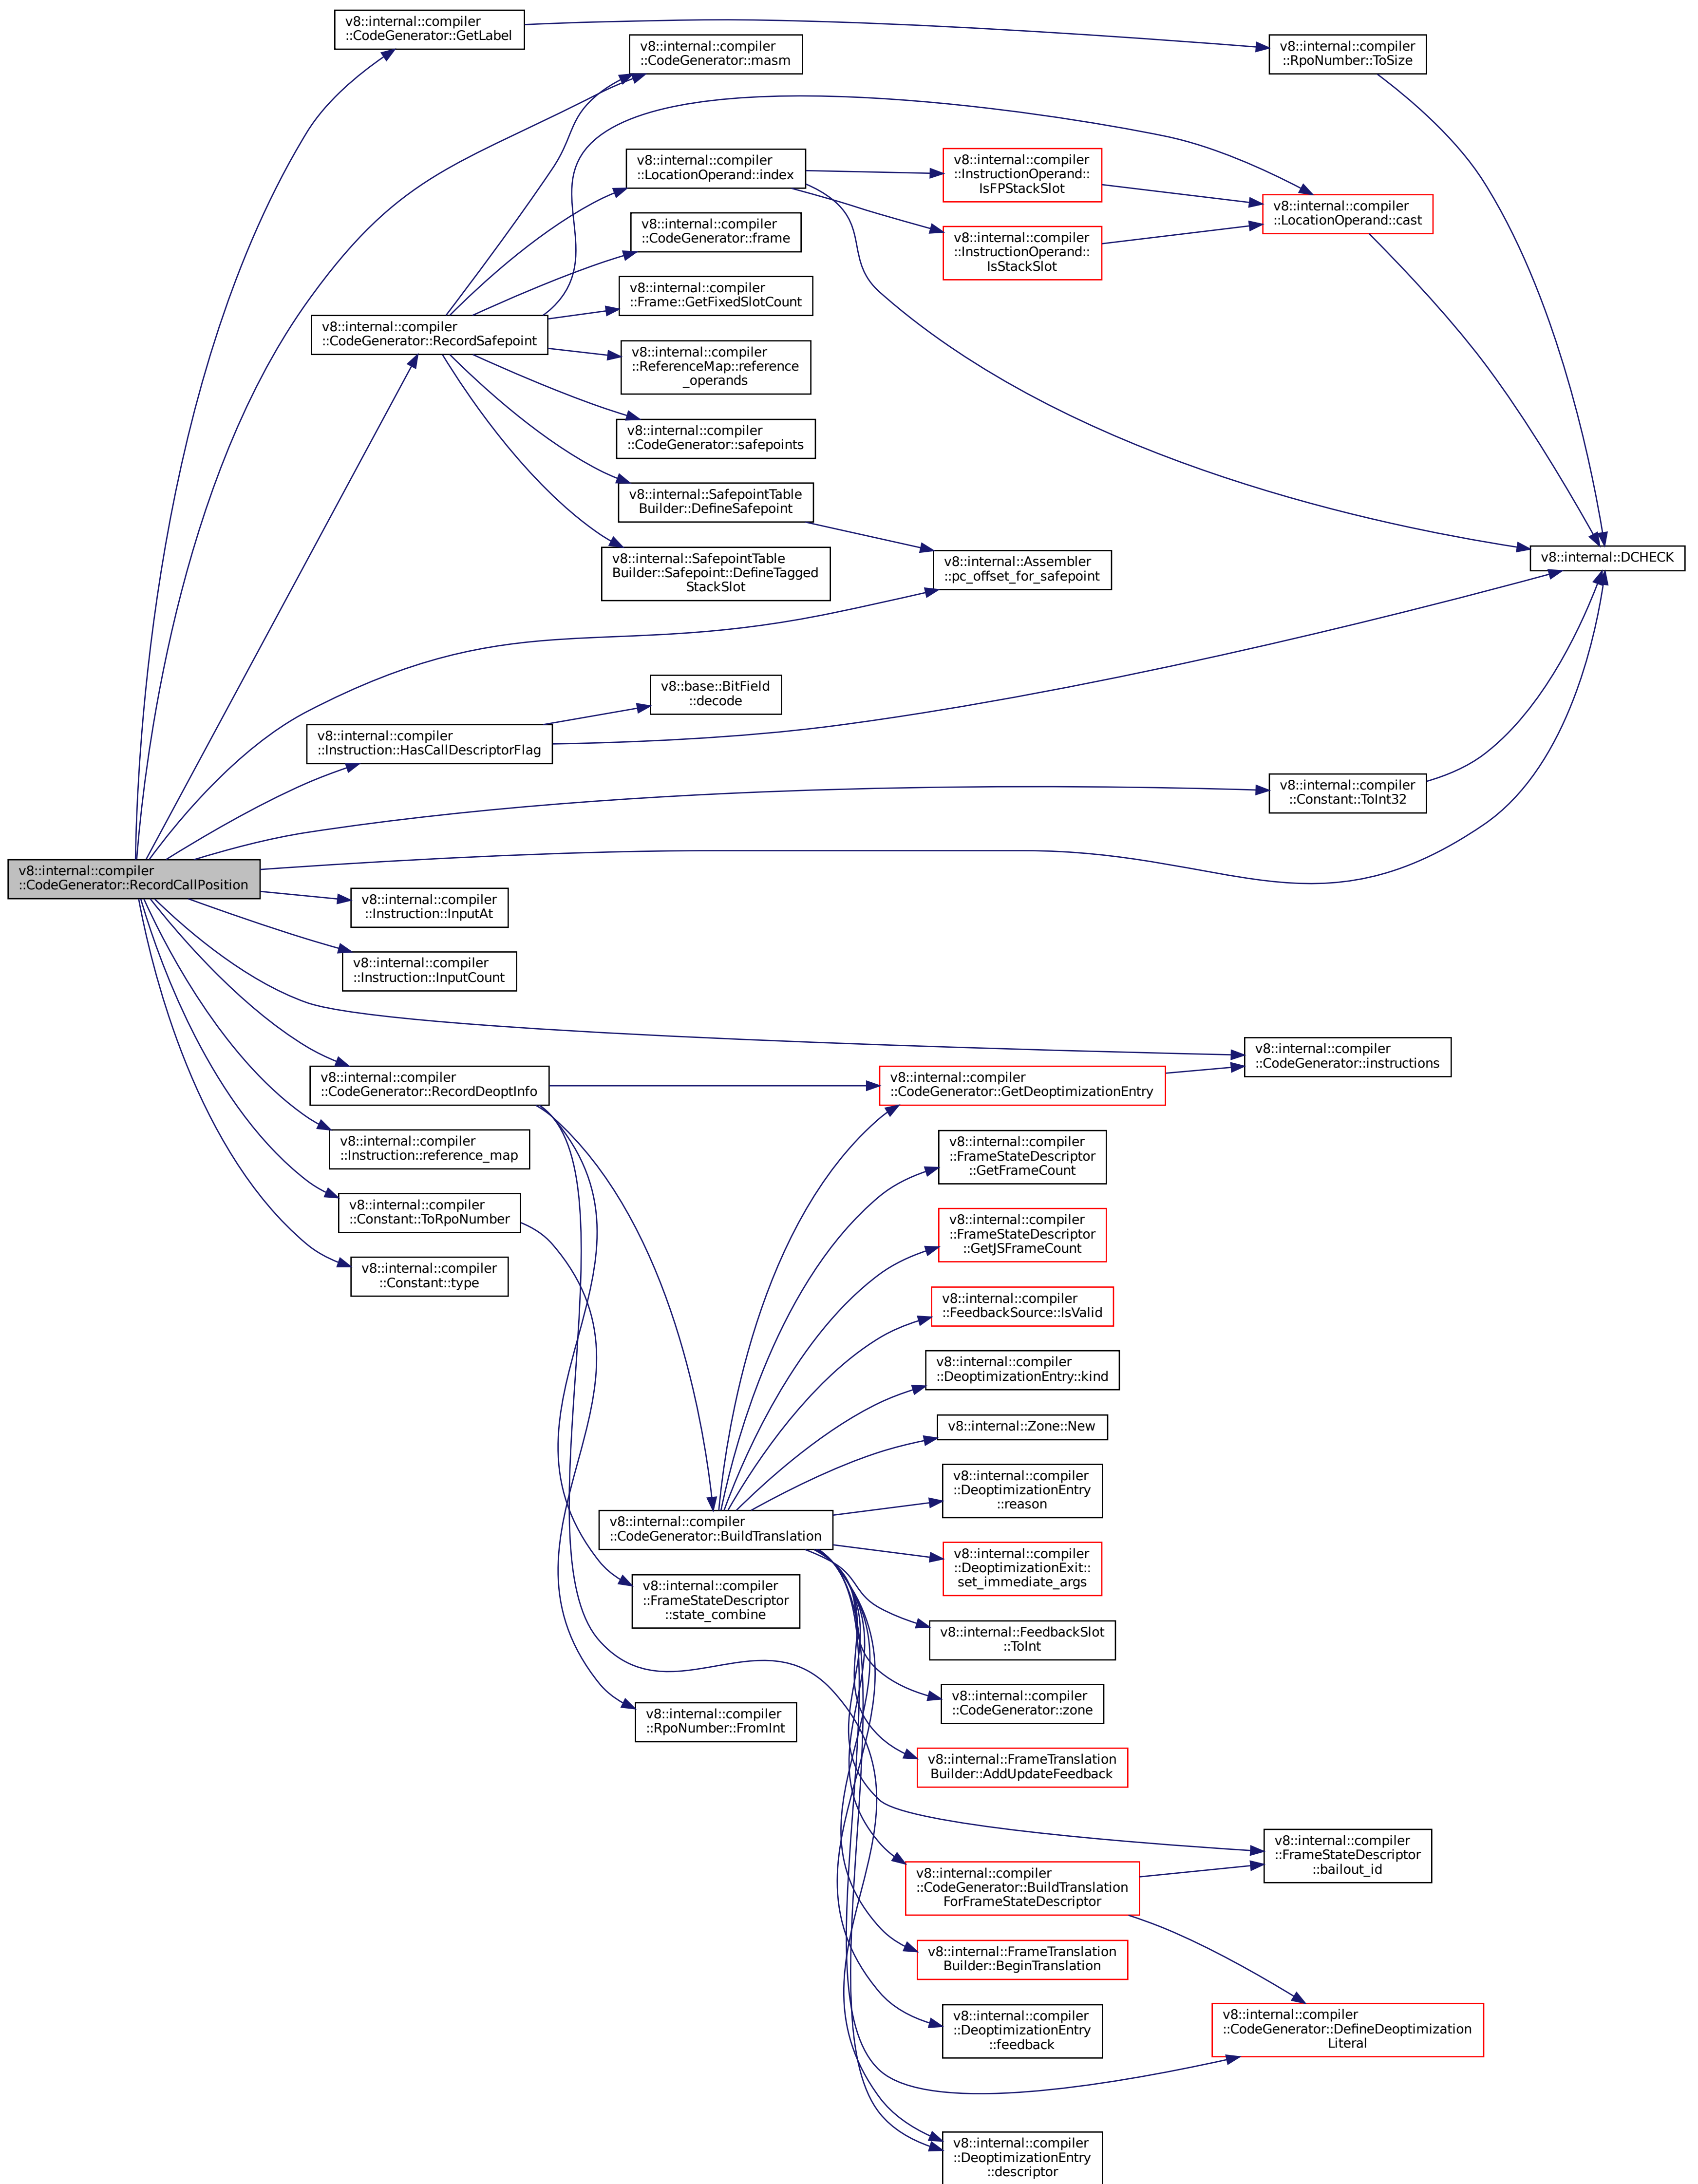 v8::internal::compiler
::CodeGenerator::GetLabel
v8::internal::compiler
::RpoNumber::ToSize
v8::internal::compiler
::CodeGenerator::masm
v8::internal::compiler
::LocationOperand::index
v8::internal::compiler
::InstructionOperand::
IsFPStackSlot
v8::internal::compiler
::LocationOperand::cast
v8::internal::compiler
::CodeGenerator::frame
v8::internal::compiler
::InstructionOperand::
IsStackSlot
v8::internal::compiler
::Frame::GetFixedSlotCount
v8::internal::compiler
::CodeGenerator::RecordSafepoint
v8::internal::compiler
::ReferenceMap::reference
_operands
v8::internal::compiler
::CodeGenerator::safepoints
v8::internal::SafepointTable
Builder::DefineSafepoint
v8::internal::SafepointTable
Builder::Safepoint::DefineTagged
StackSlot
v8::internal::Assembler
::pc_offset_for_safepoint
v8::internal::DCHECK
v8::base::BitField
::decode
v8::internal::compiler
::Instruction::HasCallDescriptorFlag
v8::internal::compiler
::Constant::ToInt32
v8::internal::compiler
::CodeGenerator::RecordCallPosition
v8::internal::compiler
::Instruction::InputAt
v8::internal::compiler
::Instruction::InputCount
v8::internal::compiler
::CodeGenerator::instructions
v8::internal::compiler
::CodeGenerator::RecordDeoptInfo
v8::internal::compiler
::CodeGenerator::GetDeoptimizationEntry
v8::internal::compiler
::Instruction::reference_map
v8::internal::compiler
::FrameStateDescriptor
::GetFrameCount
v8::internal::compiler
::Constant::ToRpoNumber
v8::internal::compiler
::FrameStateDescriptor
::GetJSFrameCount
v8::internal::compiler
::Constant::type
v8::internal::compiler
::FeedbackSource::IsValid
v8::internal::compiler
::DeoptimizationEntry::kind
v8::internal::Zone::New
v8::internal::compiler
::DeoptimizationEntry
::reason
v8::internal::compiler
::CodeGenerator::BuildTranslation
v8::internal::compiler
::DeoptimizationExit::
set_immediate_args
v8::internal::compiler
::FrameStateDescriptor
::state_combine
v8::internal::FeedbackSlot
::ToInt
v8::internal::compiler
::CodeGenerator::zone
v8::internal::compiler
::RpoNumber::FromInt
v8::internal::FrameTranslation
Builder::AddUpdateFeedback
v8::internal::compiler
::FrameStateDescriptor
::bailout_id
v8::internal::compiler
::CodeGenerator::BuildTranslation
ForFrameStateDescriptor
v8::internal::FrameTranslation
Builder::BeginTranslation
v8::internal::compiler
::DeoptimizationEntry
::feedback
v8::internal::compiler
::CodeGenerator::DefineDeoptimization
Literal
v8::internal::compiler
::DeoptimizationEntry
::descriptor